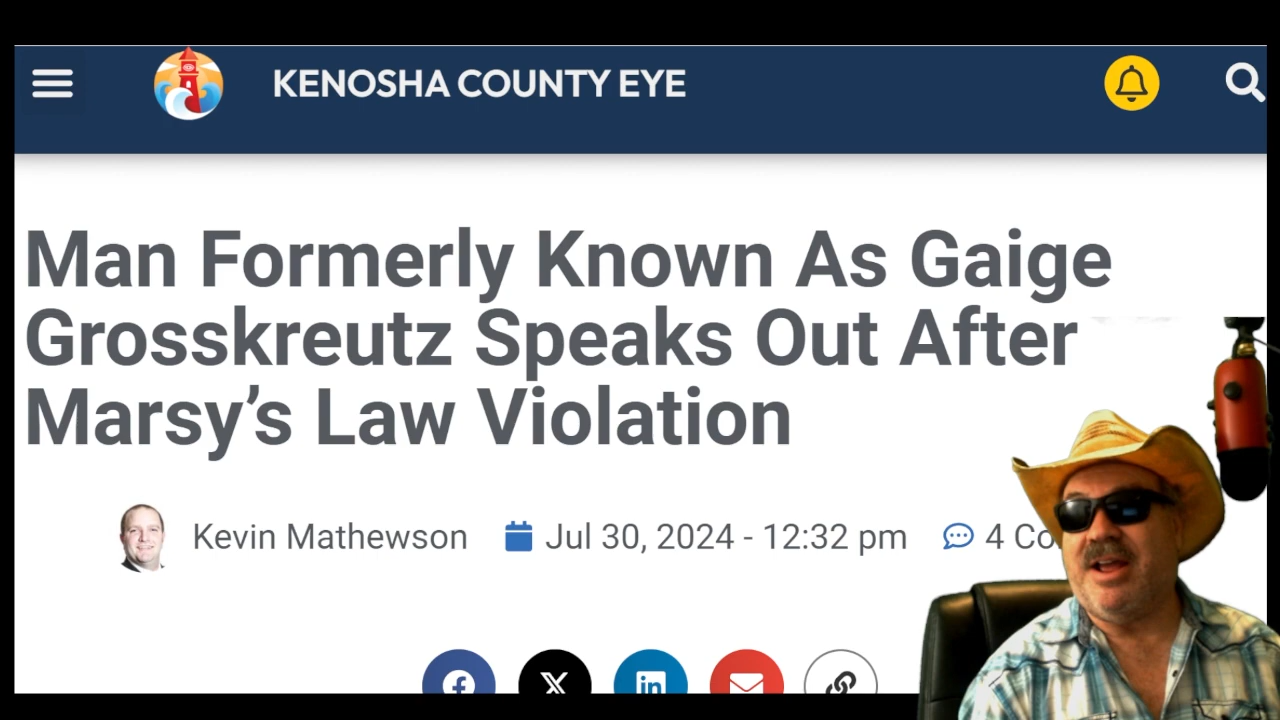 KENOSHA COUNTY EYE
Man Formerly Known As Gaige
Grosskreutz Speaks Out After
Marsy's Law Violation
Kevin Mathewson Jul 30, 2024 - 12:32 pm 4